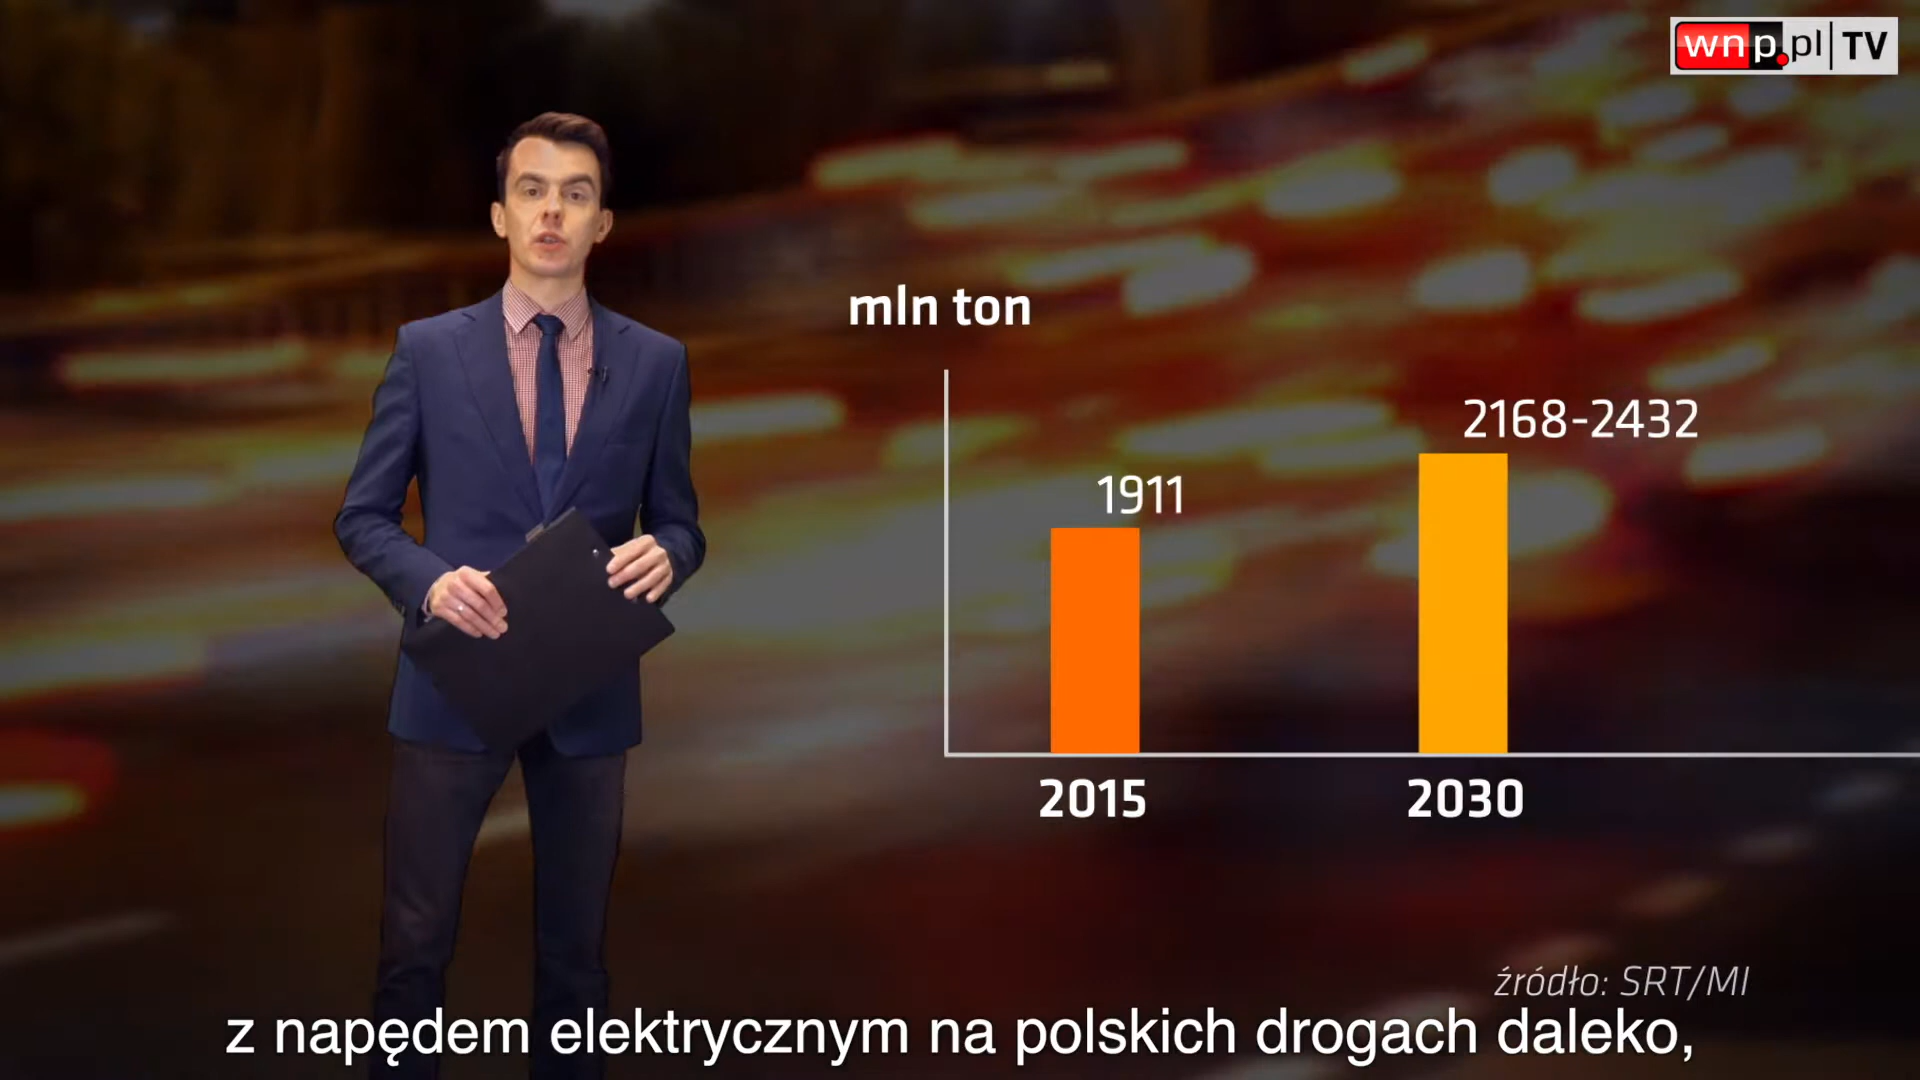 wnp.pl|TV
mln ton
2168-2432
1911
2015
2030
źródło: SRT/MI
z napędem elektrycznym na polskich drogach daleko,